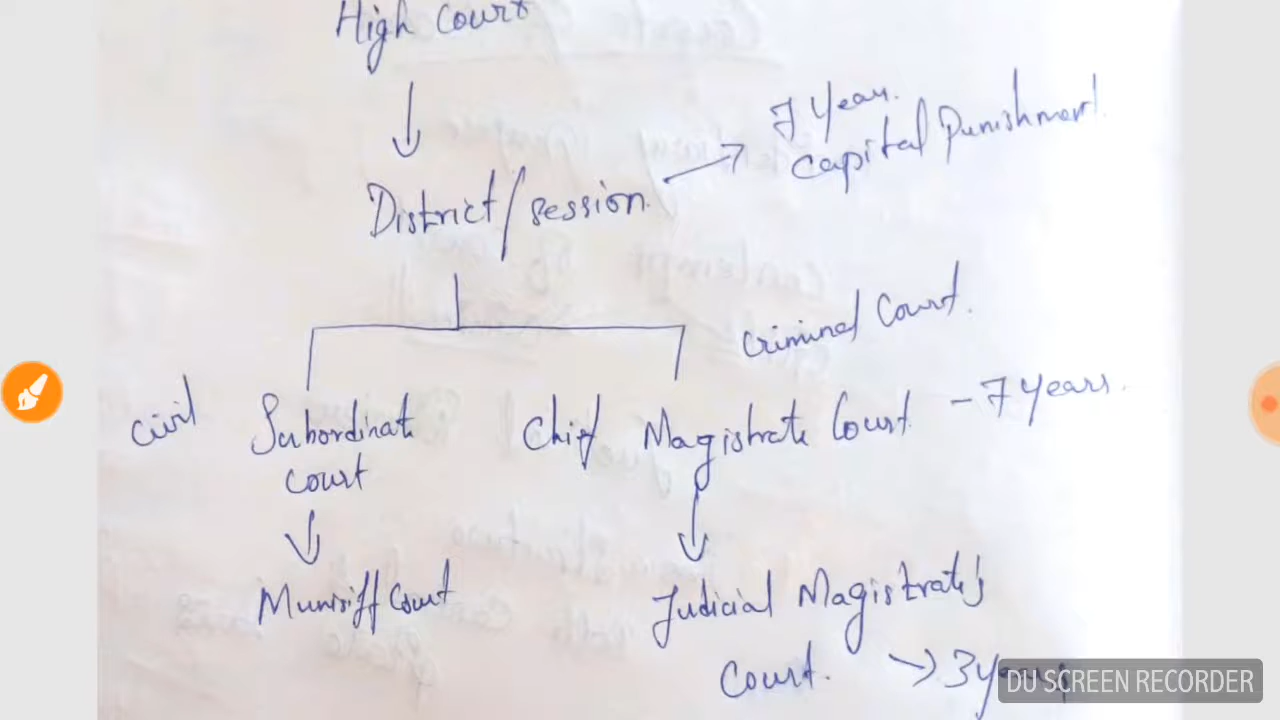 High Court
7 Year.
Capital Punishment.
District/session.
Criminal Court.
Civil
Subordinate
Court
Chief Magistrate Court - 7 years.
Munsiff Court
Judicial Magistrate's
Court. → 3 years
DU SCREEN RECORDER